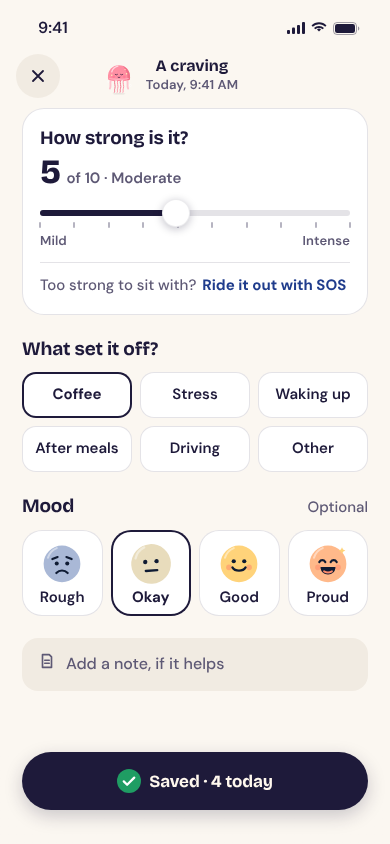 9:41
A craving
Today, 9:41 AM
How strong is it?
5 of 10 · Moderate
Mild Intense
Too strong to sit with? Ride it out with SOS
What set it off?
Coffee Stress Waking up
After meals Driving Other
Mood Optional
Rough Okay Good Proud
Add a note, if it helps
Saved · 4 today